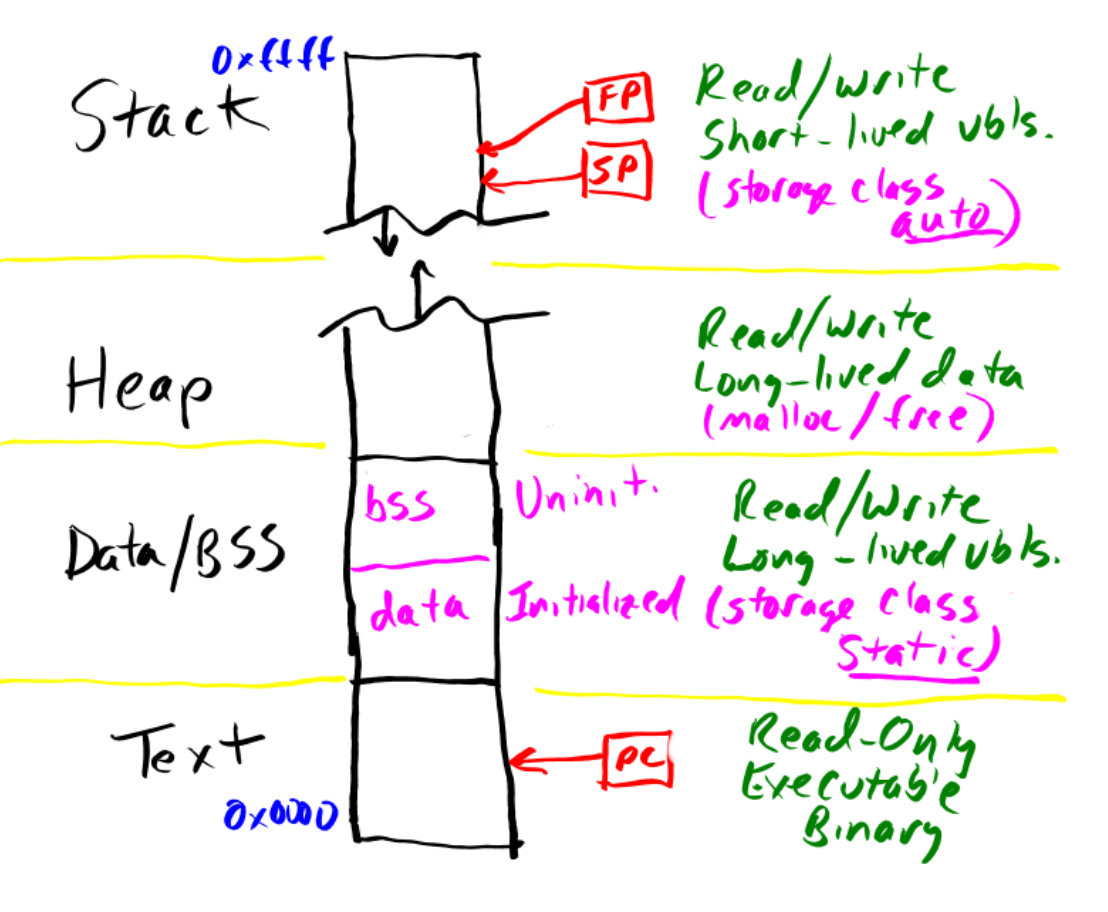 0xffff
Stack
FP
SP
Read/write
Short-lived vbls.
(storage class
auto)
Heap
Read/write
Long-lived data
(malloc/free)
Data/BSS
bss
Uninit.
data
Initialized
Read/Write
Long-lived vbls.
(storage class
static)
Text
0x0000
PC
Read-Only
Executable
Binary